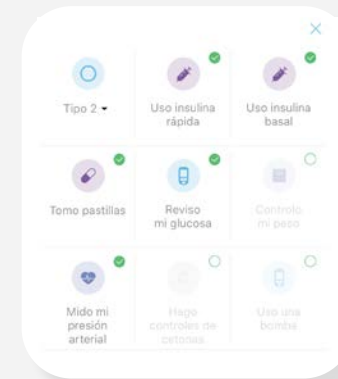 Tipo 2
Uso insulina
rápida
Uso insulina
basal
Tomo pastillas
Reviso
mi glucosa
Controlo
mi peso
Mido mi
presión
arterial
Hago
controles de
cetonas
Uso una
bomba